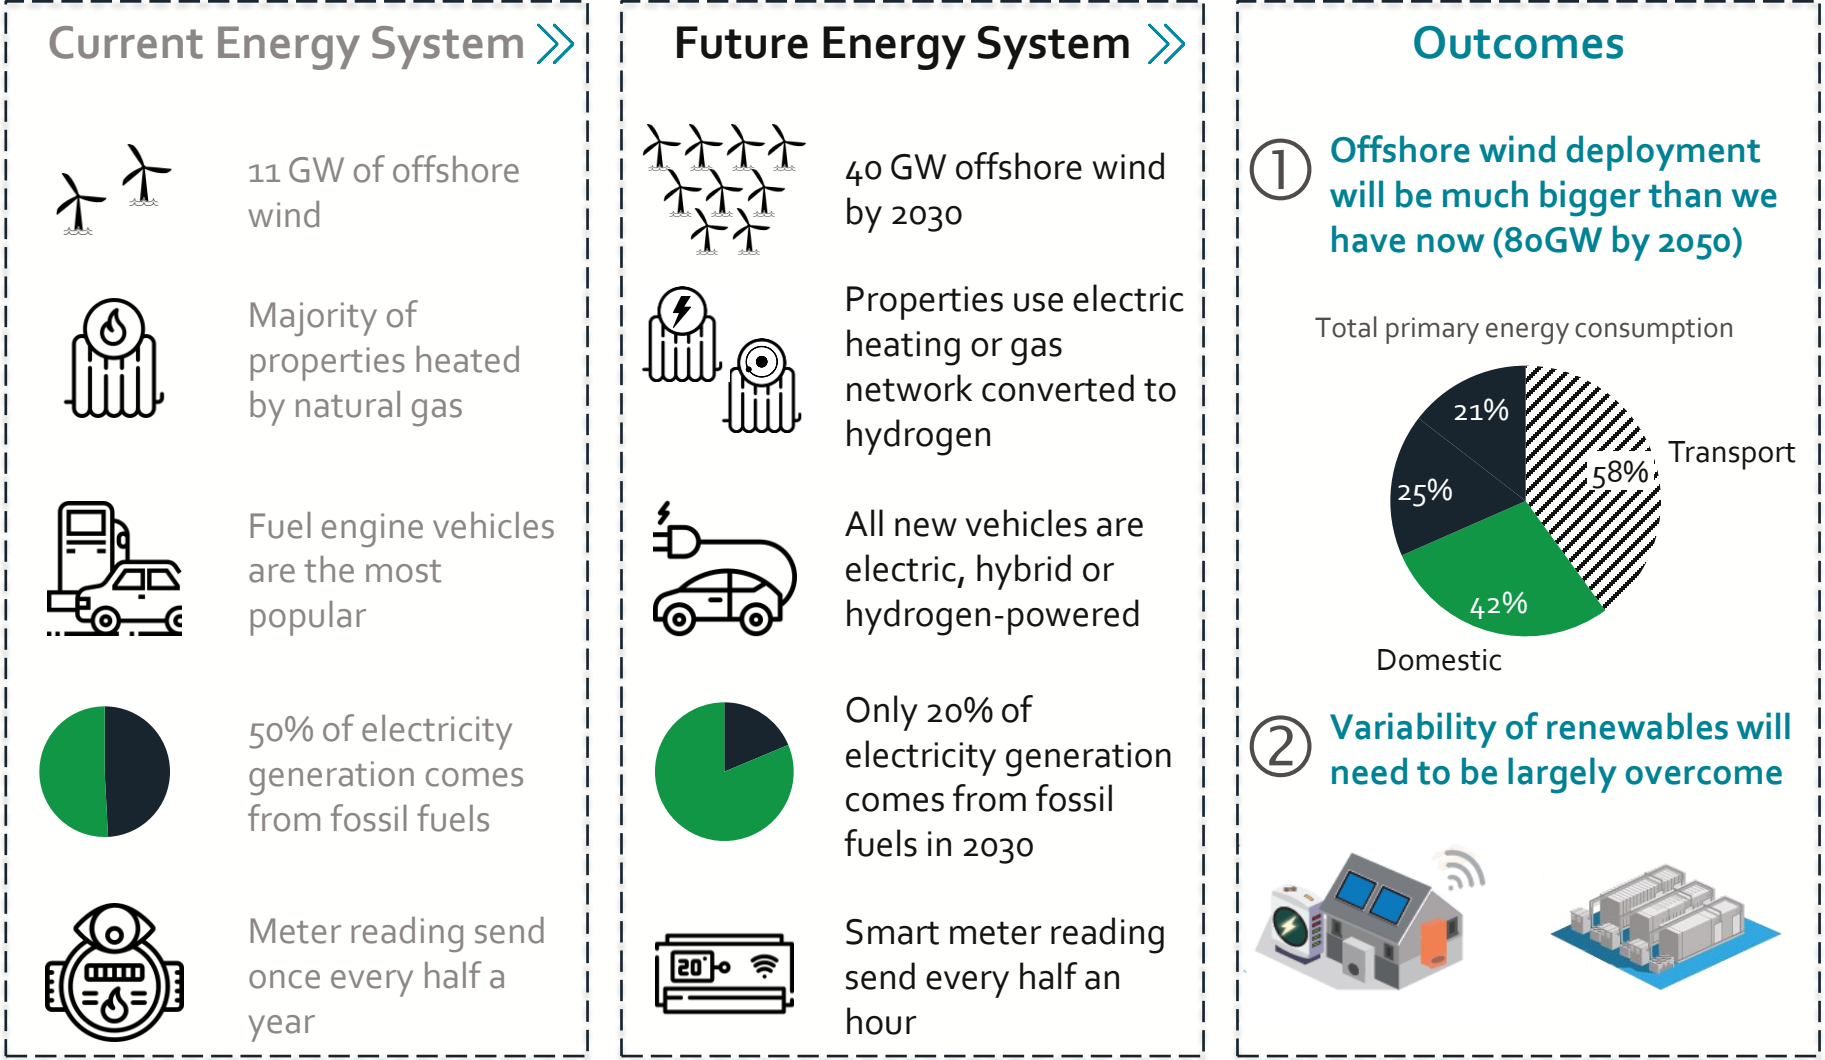 Current Energy System
11 GW of offshore
wind
Majority of
properties heated
by natural gas
Fuel engine vehicles
are the most
popular
50% of electricity
generation comes
from fossil fuels
Meter reading send
once every half a
year
Future Energy System
40 GW offshore wind
by 2030
Properties use electric
heating or gas
network converted to
hydrogen
All new vehicles are
electric, hybrid or
hydrogen-powered
Only 20% of
electricity generation
comes from fossil
fuels in 2030
20°
Smart meter reading
send every half an
hour
Outcomes
1
Offshore wind deployment
will be much bigger than we
have now (80GW by 2050)
Total primary energy consumption
21%
58%
Transport
25%
42%
Domestic
2
Variability of renewables will
need to be largely overcome